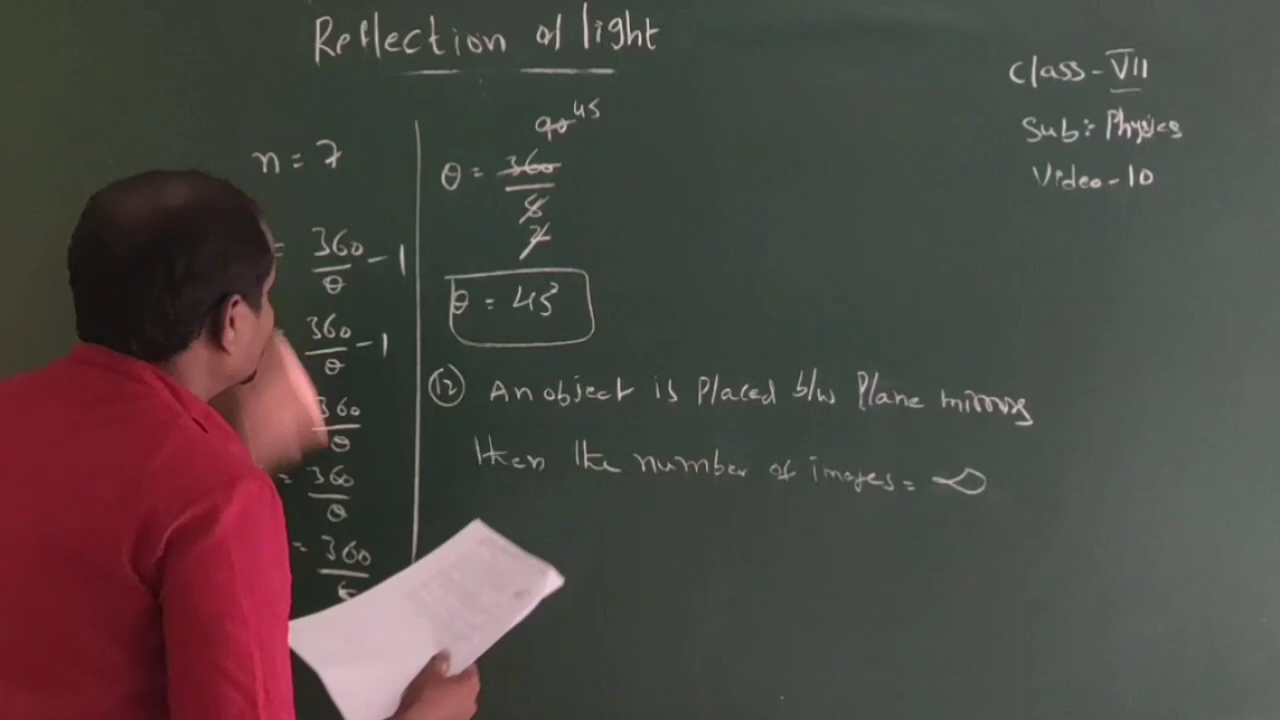 Reflection of light
Class - VII
Sub: Physics
Video - 10
n = 7
= 360/θ - 1
360/θ - 1
360/θ
= 360/θ
= 360
90 45
θ = 360/8
2
θ = 45°
(12) An object is placed b/w Plane mirrors
then the number of images = ∞